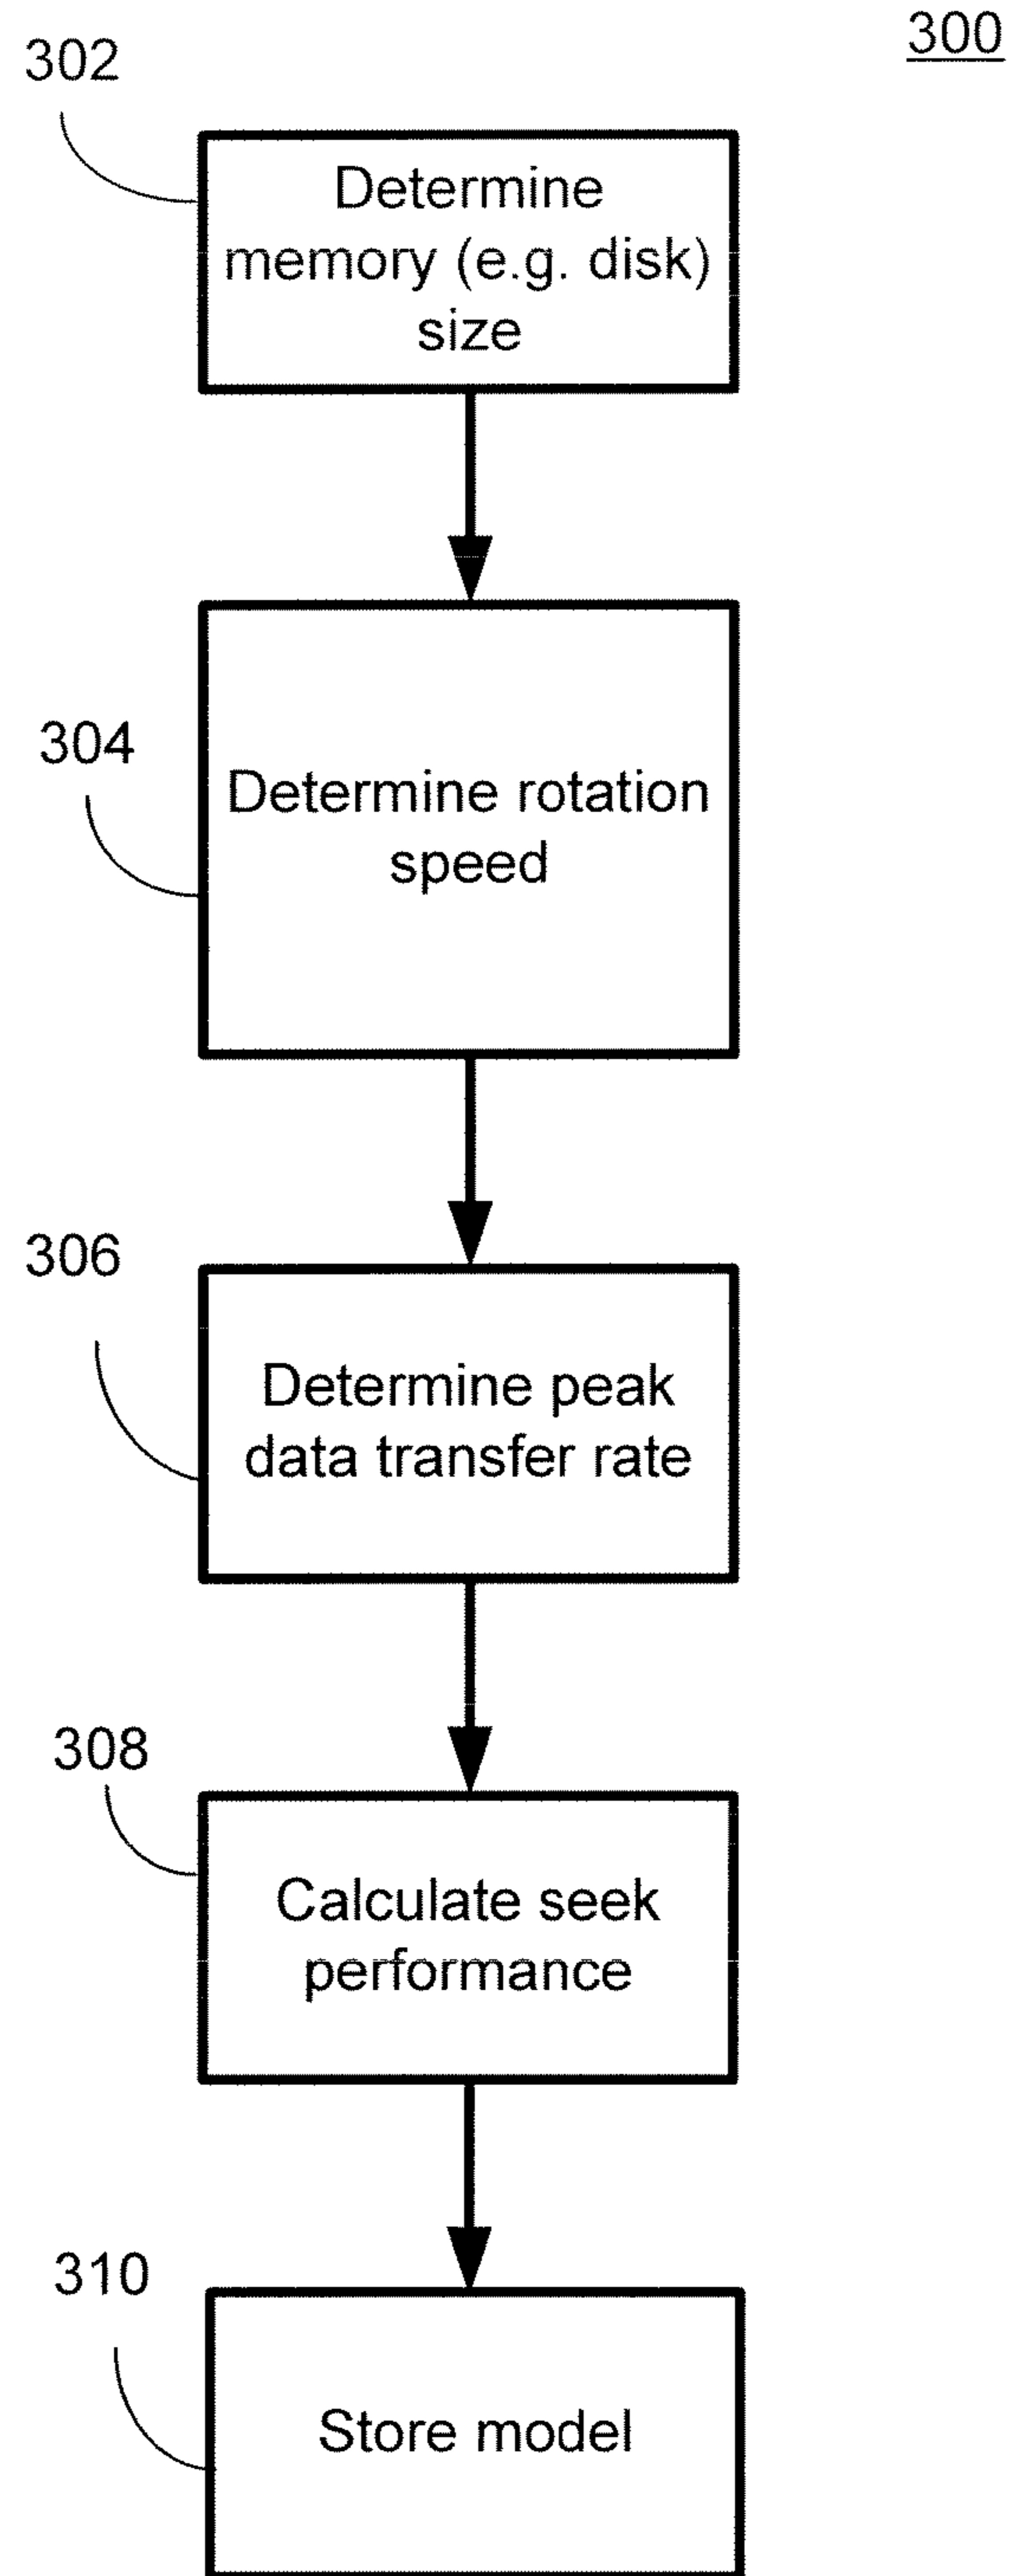 300
302
Determine
memory (e.g. disk)
size
304
Determine rotation
speed
306
Determine peak
data transfer rate
308
Calculate seek
performance
310
Store model